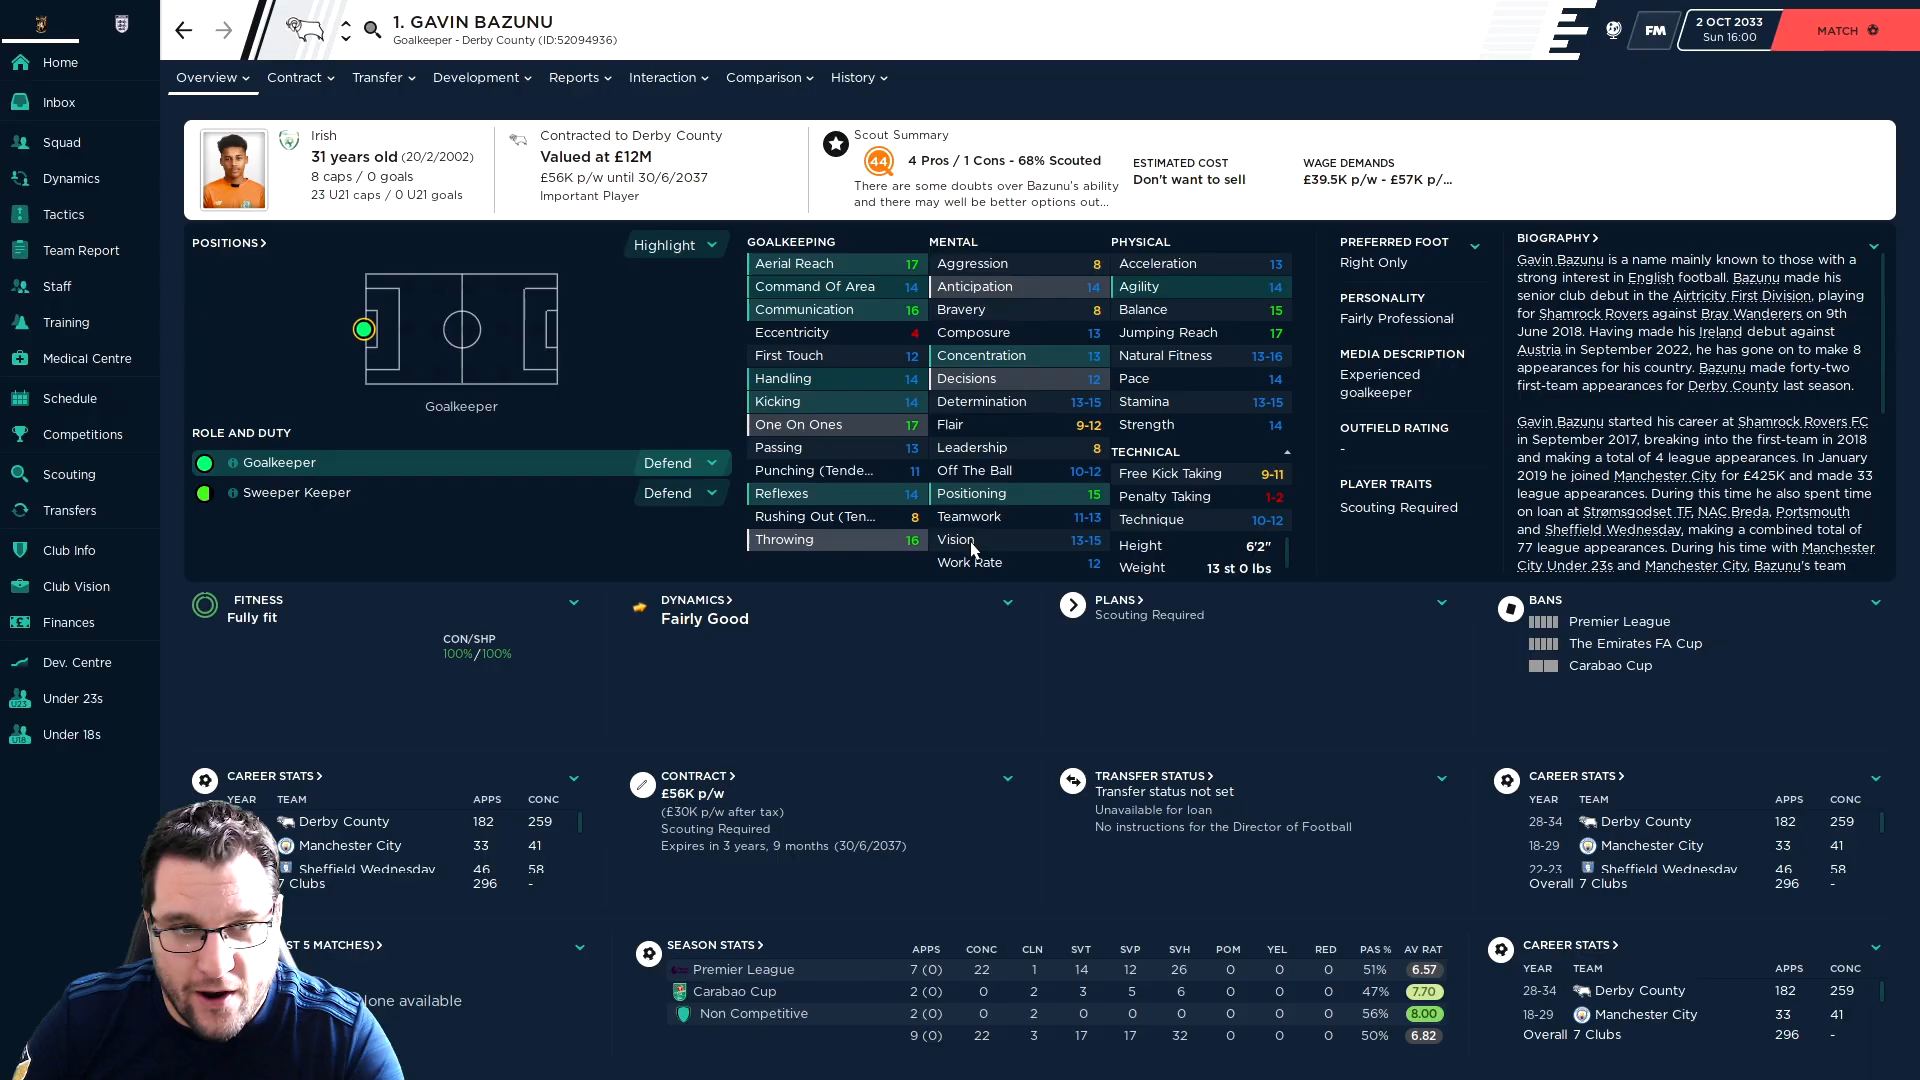 1. GAVIN BAZUNU
Goalkeeper - Derby County (ID:52094936)
FM
2 OCT 2033
Sun 16:00
MATCH
Home
Inbox
Squad
Dynamics
Tactics
Team Report
Staff
Training
Medical Centre
Schedule
Competitions
Scouting
Transfers
Club Info
Club Vision
Finances
Dev. Centre
U23
Under 23s
U18
Under 18s
Overview
Contract
Transfer
Development
Reports
Interaction
Comparison
History
Irish
31 years old (20/2/2002)
8 caps / 0 goals
23 U21 caps / 0 U21 goals
Contracted to Derby County
Valued at £12M
£56K p/w until 30/6/2037
Important Player
Scout Summary
44
4 Pros / 1 Cons - 68% Scouted
There are some doubts over Bazunu's ability
and there may well be better options out...
ESTIMATED COST
Don't want to sell
WAGE DEMANDS
£39.5K p/w - £57K p/...
POSITIONS
Highlight
Goalkeeper
ROLE AND DUTY
Goalkeeper Defend
Sweeper Keeper Defend
GOALKEEPING
Aerial Reach 17
Command Of Area 14
Communication 16
Eccentricity 4
First Touch 12
Handling 14
Kicking 14
One On Ones 17
Passing 13
Punching (Tende... 11
Reflexes 14
Rushing Out (Ten... 8
Throwing 16
MENTAL
Aggression 8
Anticipation 14
Bravery 8
Composure 13
Concentration 13
Decisions 12
Determination 13-15
Flair 9-12
Leadership 8
Off The Ball 10-12
Positioning 15
Teamwork 11-13
Vision 13-15
Work Rate 12
PHYSICAL
Acceleration 13
Agility 14
Balance 15
Jumping Reach 17
Natural Fitness 13-16
Pace 14
Stamina 13-15
Strength 14
TECHNICAL
Free Kick Taking 9-11
Penalty Taking 1-2
Technique 10-12
Height 6'2"
Weight 13 st 0 lbs
PREFERRED FOOT
Right Only
PERSONALITY
Fairly Professional
MEDIA DESCRIPTION
Experienced
goalkeeper
OUTFIELD RATING
-
PLAYER TRAITS
Scouting Required
BIOGRAPHY
Gavin Bazunu is a name mainly known to those with a
strong interest in English football. Bazunu made his
senior club debut in the Airtricity First Division, playing
for Shamrock Rovers against Bray Wanderers on 9th
June 2018. Having made his Ireland debut against
Austria in September 2022, he has gone on to make 8
appearances for his country. Bazunu made forty-two
first-team appearances for Derby County last season.
Gavin Bazunu started his career at Shamrock Rovers FC
in September 2017, breaking into the first-team in 2018
and making a total of 4 league appearances. In January
2019 he joined Manchester City for £425K and made 33
league appearances. During this time he also spent time
on loan at Strømsgodset TF, NAC Breda, Portsmouth
and Sheffield Wednesday, making a combined total of
77 league appearances. During his time with Manchester
City Under 23s and Manchester City, Bazunu's team
FITNESS
Fully fit
CON/SHP
100%/100%
DYNAMICS
Fairly Good
PLANS
Scouting Required
BANS
Premier League
The Emirates FA Cup
Carabao Cup
CAREER STATS
YEAR TEAM APPS CONC
Derby County 182 259
Manchester City 33 41
Sheffield Wednesday 46 58
7 Clubs 296 -
CONTRACT
£56K p/w
(£30K p/w after tax)
Scouting Required
Expires in 3 years, 9 months (30/6/2037)
TRANSFER STATUS
Transfer status not set
Unavailable for loan
No instructions for the Director of Football
CAREER STATS
YEAR TEAM APPS CONC
28-34 Derby County 182 259
18-29 Manchester City 33 41
22-23 Sheffield Wednesday 46 58
Overall 7 Clubs 296 -
ST 5 MATCHES)
lone available
SEASON STATS APPS CONC CLN SVT SVP SVH POM YEL RED PAS % AV RAT
Premier League 7 (0) 22 1 14 12 26 0 0 0 51% 6.57
Carabao Cup 2 (0) 0 2 3 5 6 0 0 0 47% 7.70
Non Competitive 2 (0) 0 2 0 0 0 0 0 0 56% 8.00
9 (0) 22 3 17 17 32 0 0 0 50% 6.82
CAREER STATS
YEAR TEAM APPS CONC
28-34 Derby County 182 259
18-29 Manchester City 33 41
Overall 7 Clubs 296 -